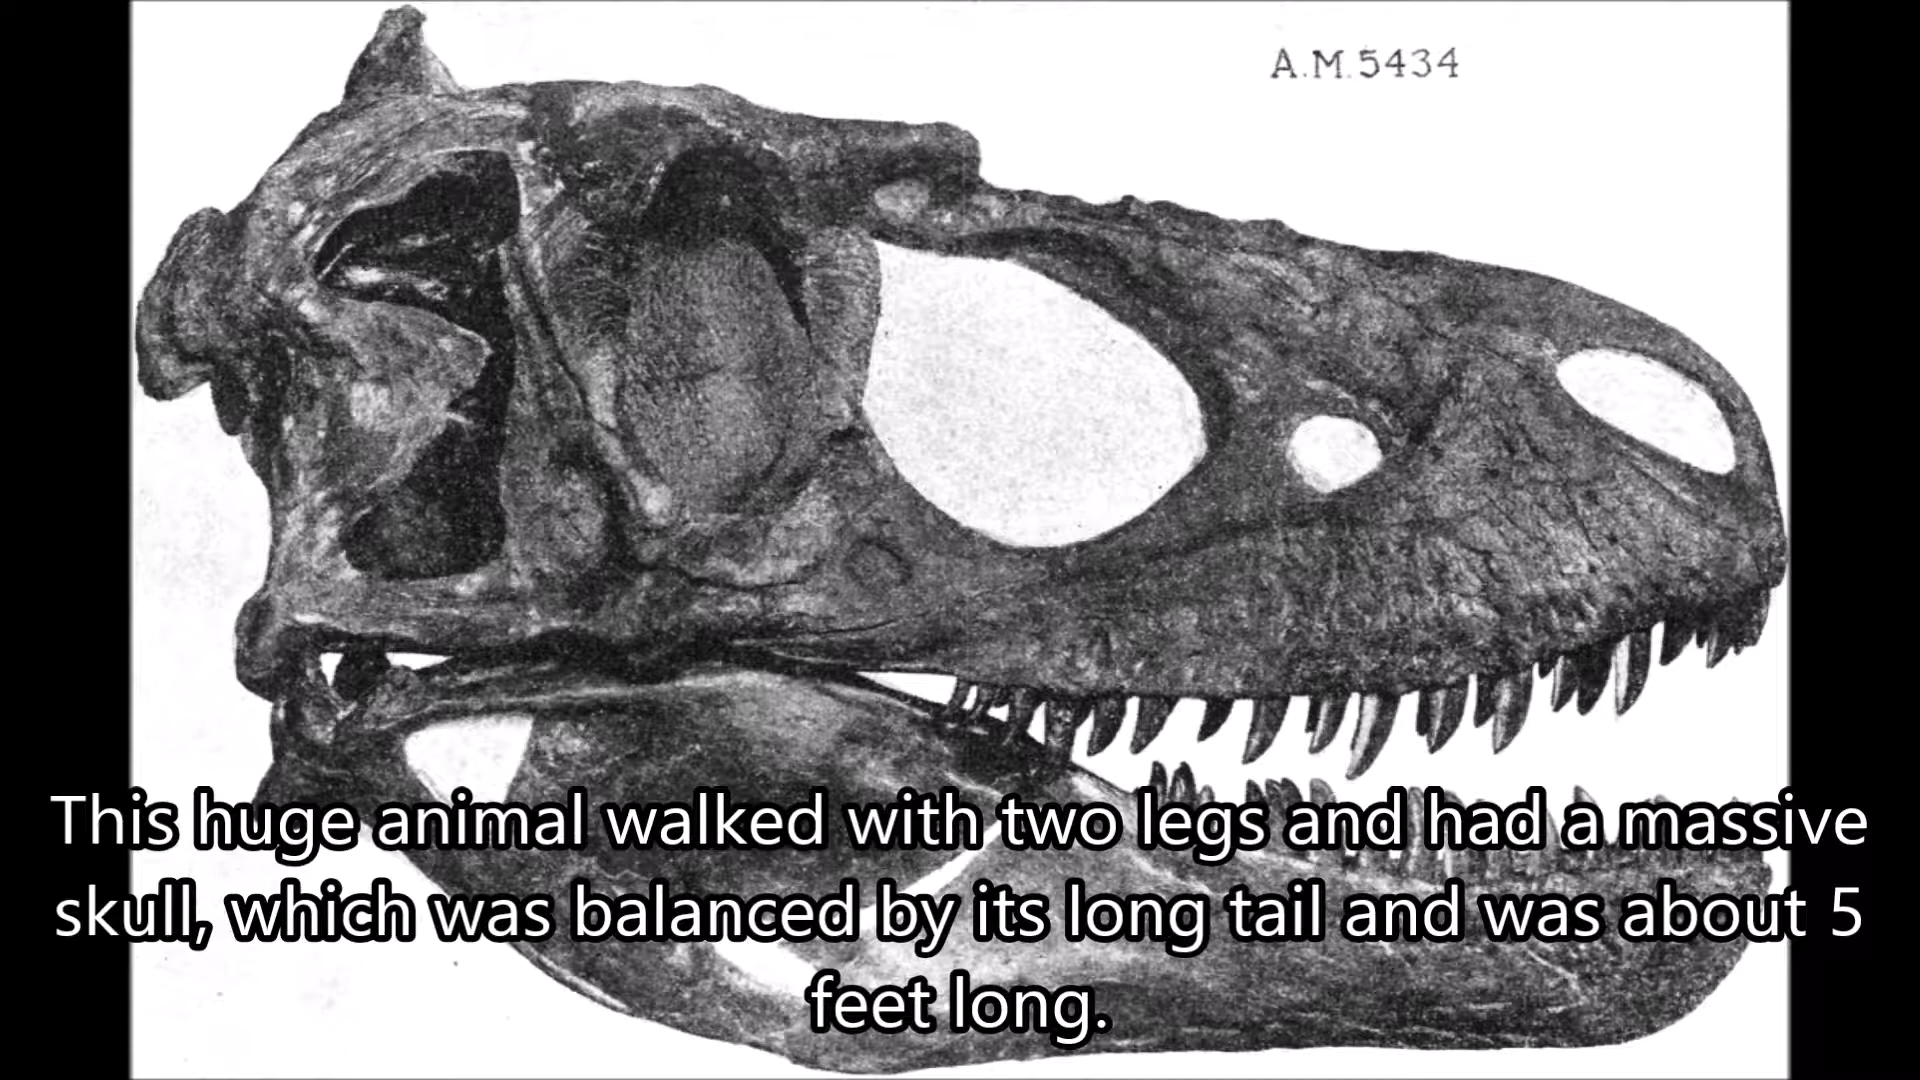 A.M.5434
This huge animal walked with two legs and had a massive
skull, which was balanced by its long tail and was about 5
feet long.